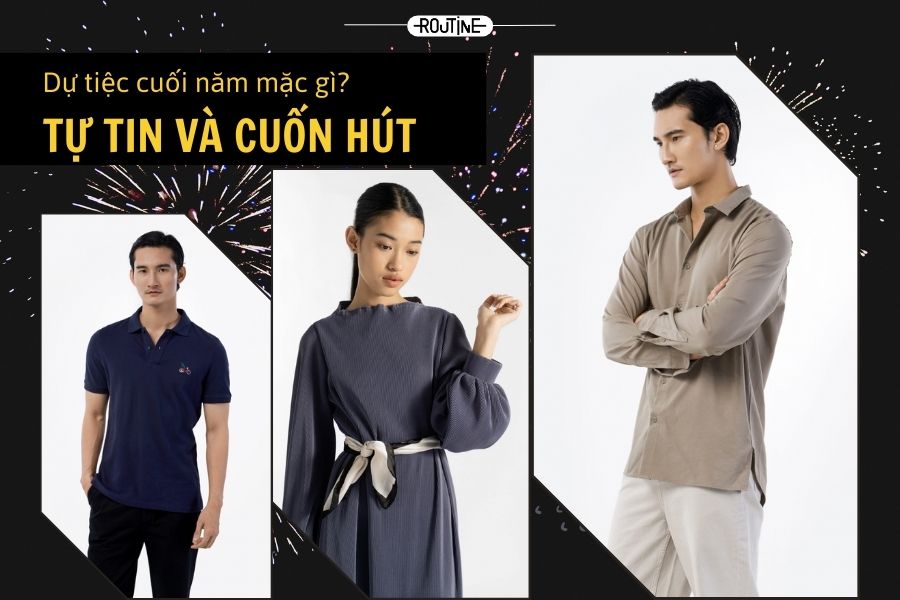 ROUTINE
Dự tiệc cuối năm mặc gì?
TỰ TIN VÀ CUỐN HÚT